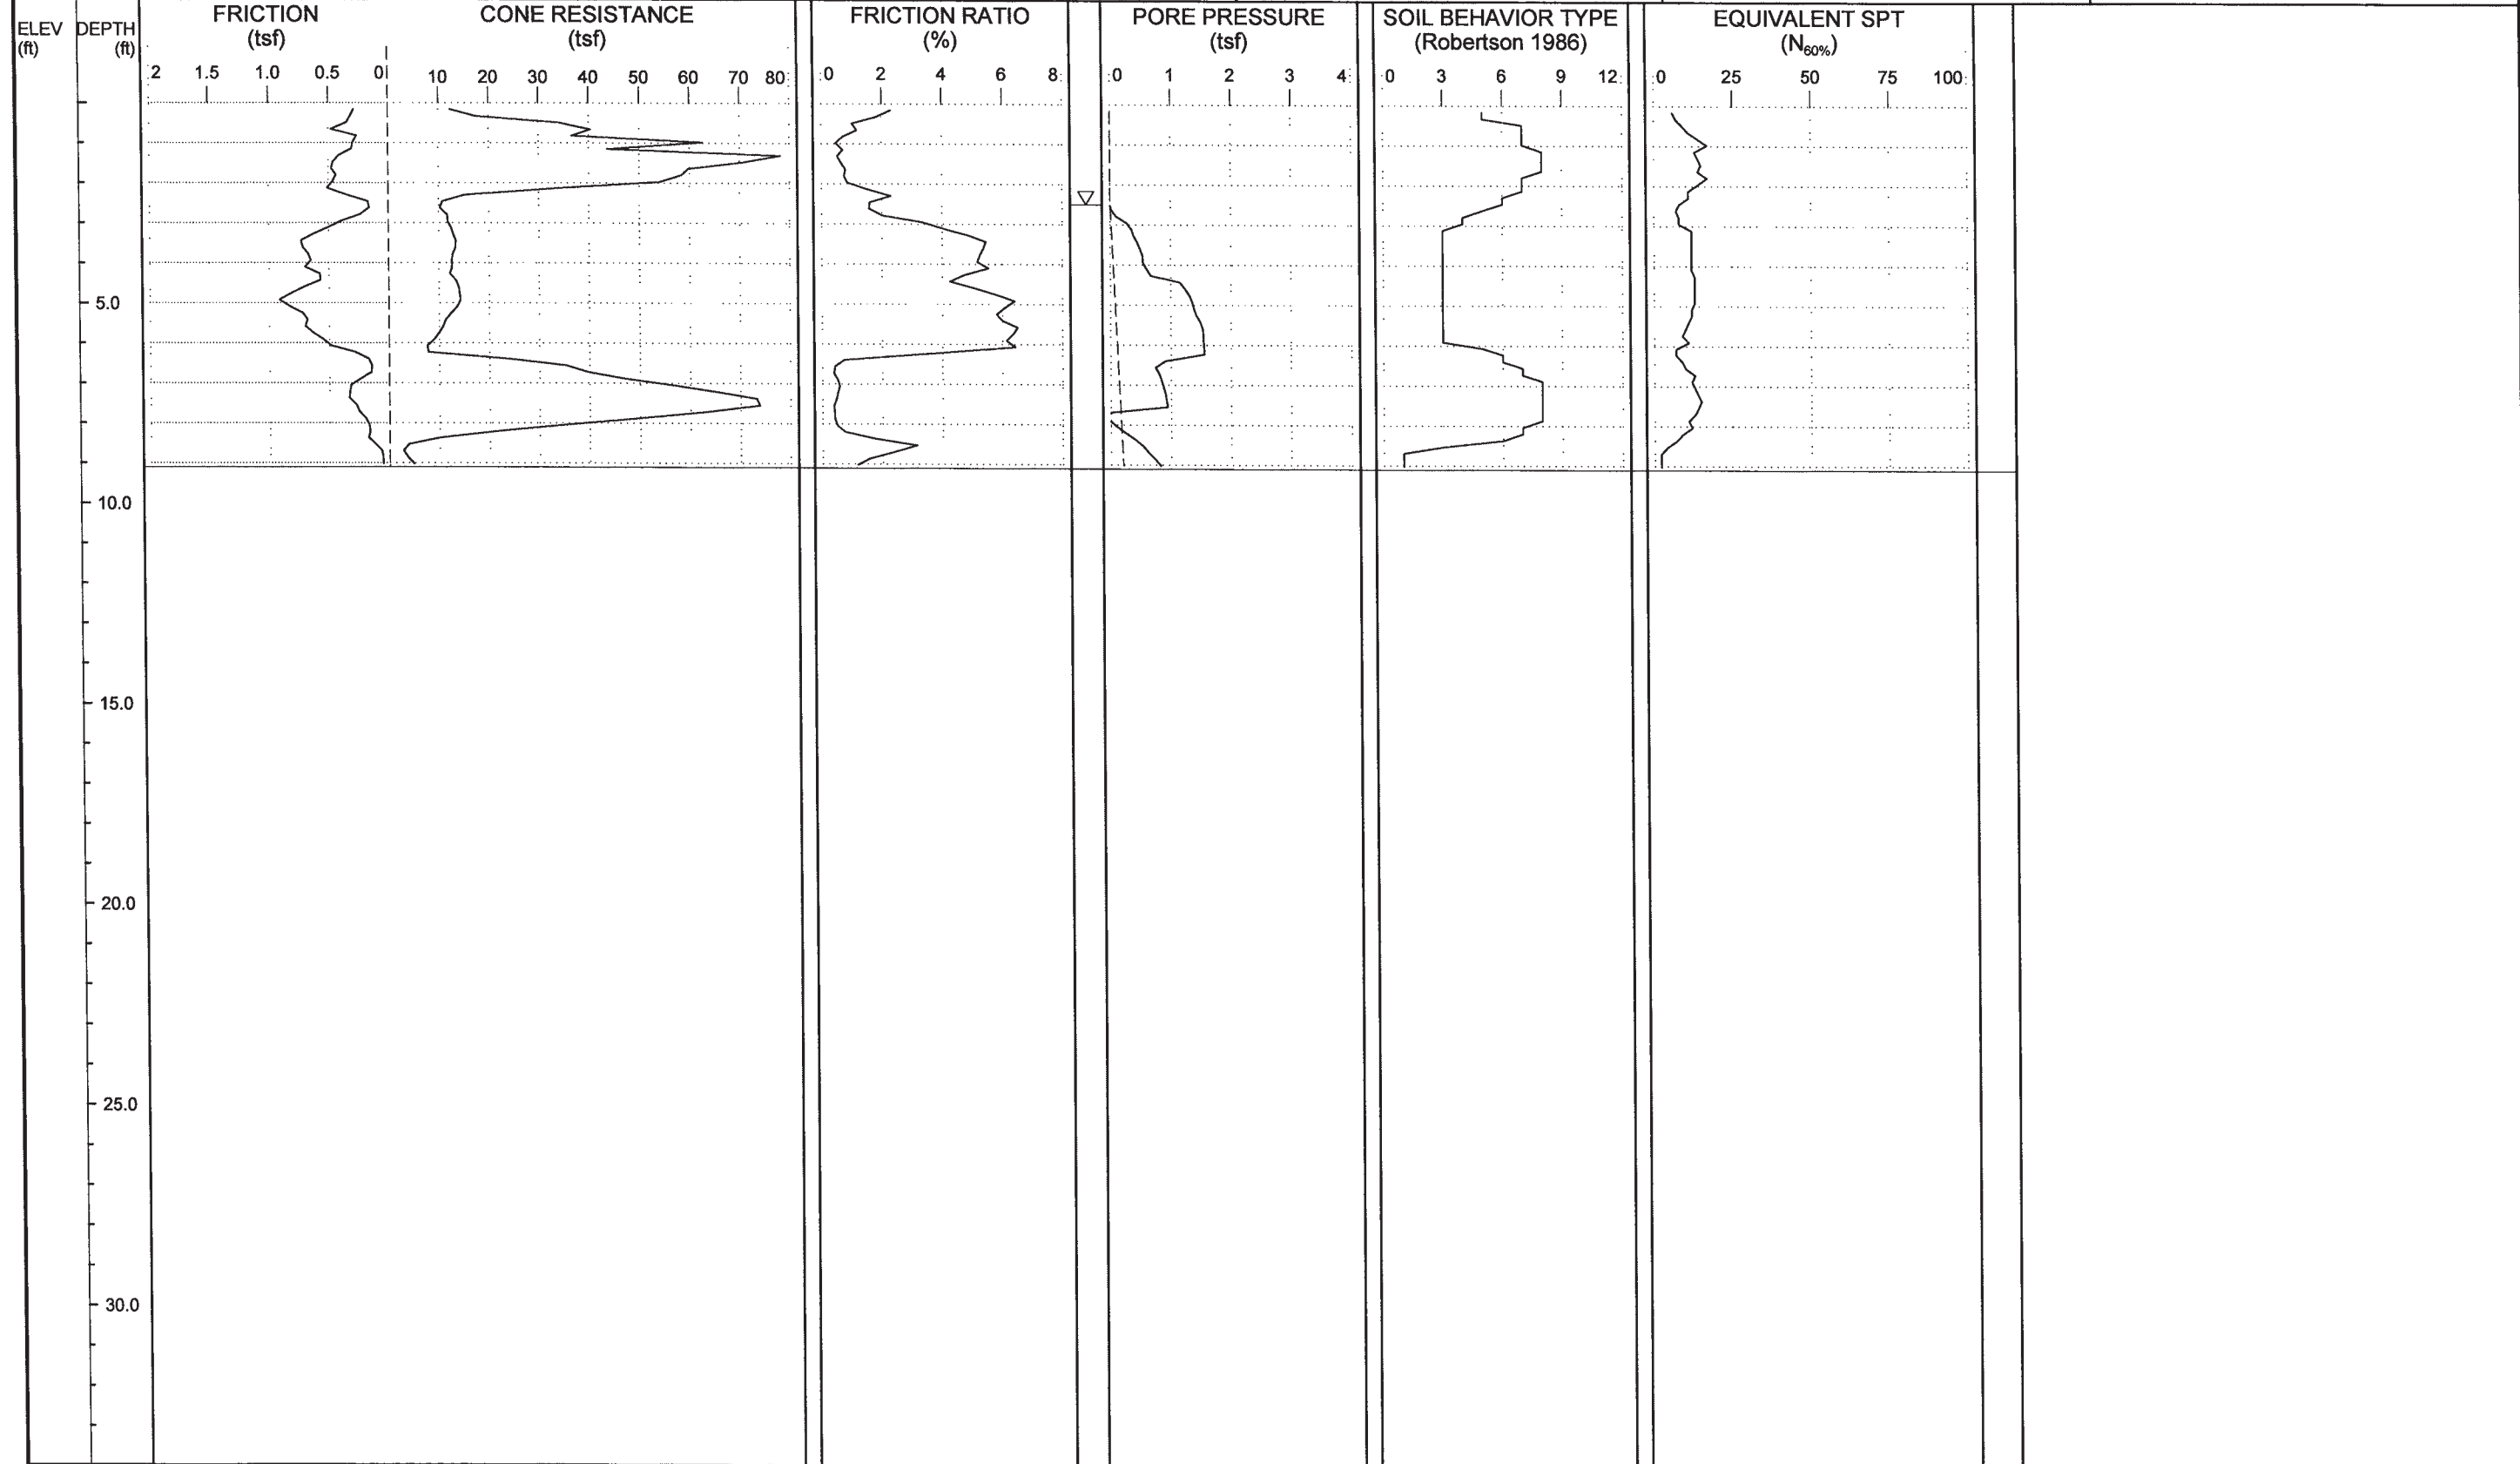 ELEV
(ft)
DEPTH
(ft)
FRICTION
(tsf)
2 1.5 1.0 0.5 0
CONE RESISTANCE
(tsf)
10 20 30 40 50 60 70 80
FRICTION RATIO
(%)
0 2 4 6 8
PORE PRESSURE
(tsf)
0 1 2 3 4
SOIL BEHAVIOR TYPE
(Robertson 1986)
0 3 6 9 12
EQUIVALENT SPT
(N60%)
0 25 50 75 100
5.0
10.0
15.0
20.0
25.0
30.0